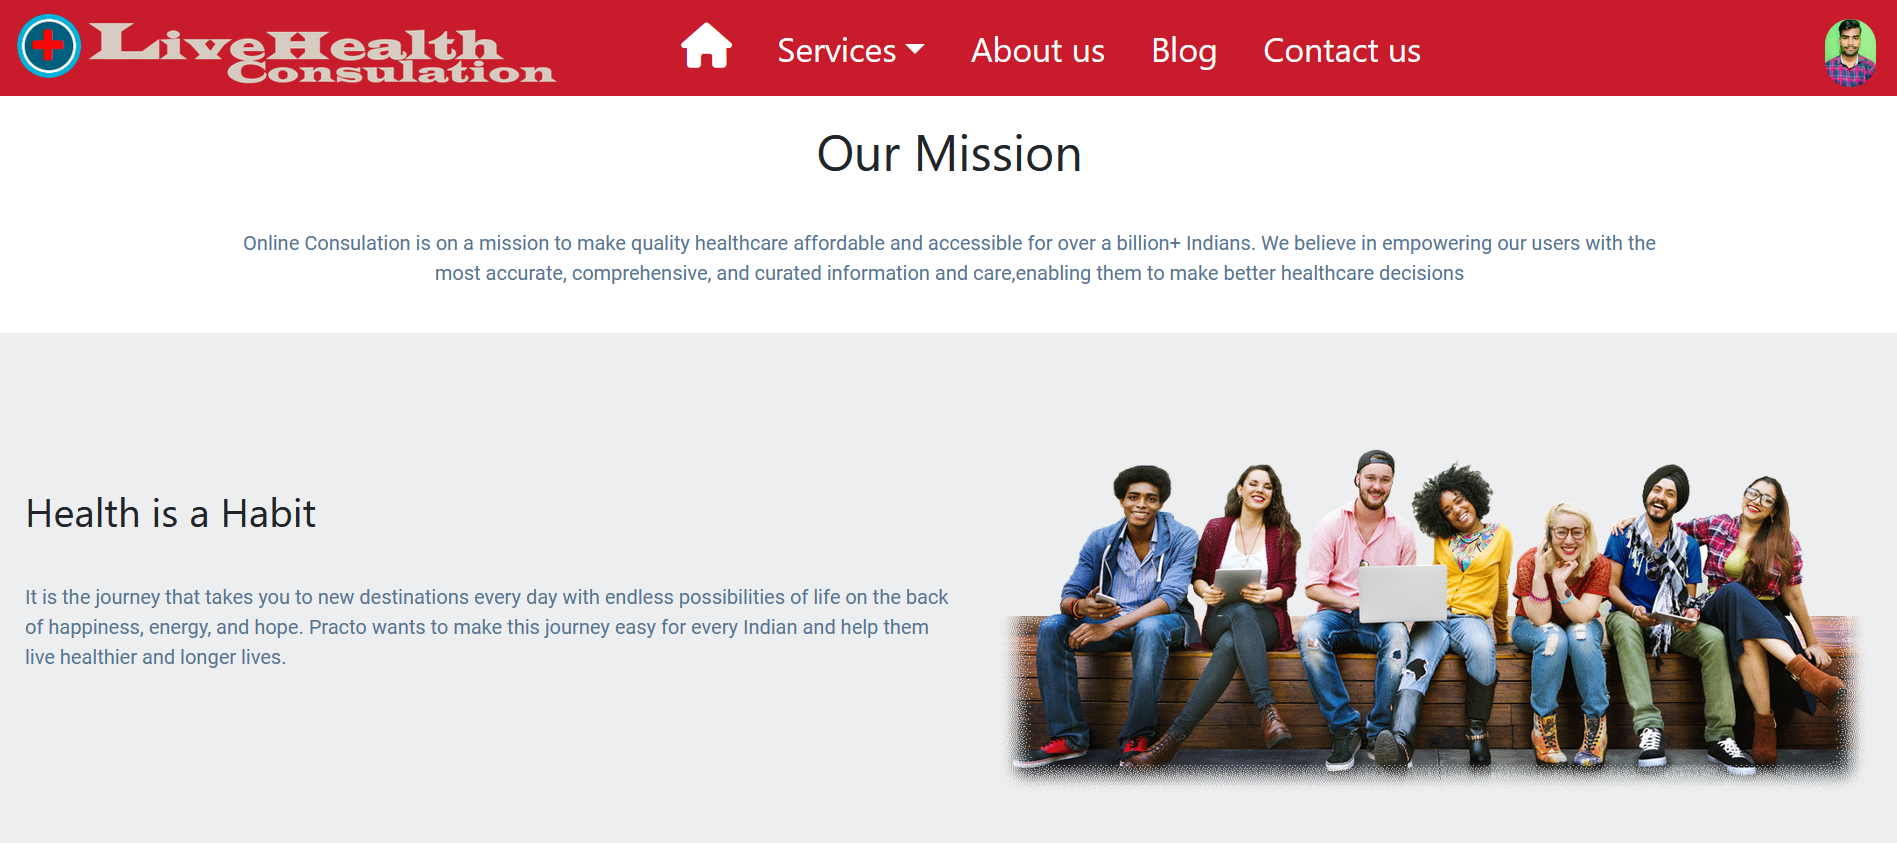 LiveHealth
Consulation
Services
About us
Blog
Contact us
Our Mission
Online Consulation is on a mission to make quality healthcare affordable and accessible for over a billion+ Indians. We believe in empowering our users with the
most accurate, comprehensive, and curated information and care,enabling them to make better healthcare decisions
Health is a Habit
It is the journey that takes you to new destinations every day with endless possibilities of life on the back
of happiness, energy, and hope. Practo wants to make this journey easy for every Indian and help them
live healthier and longer lives.